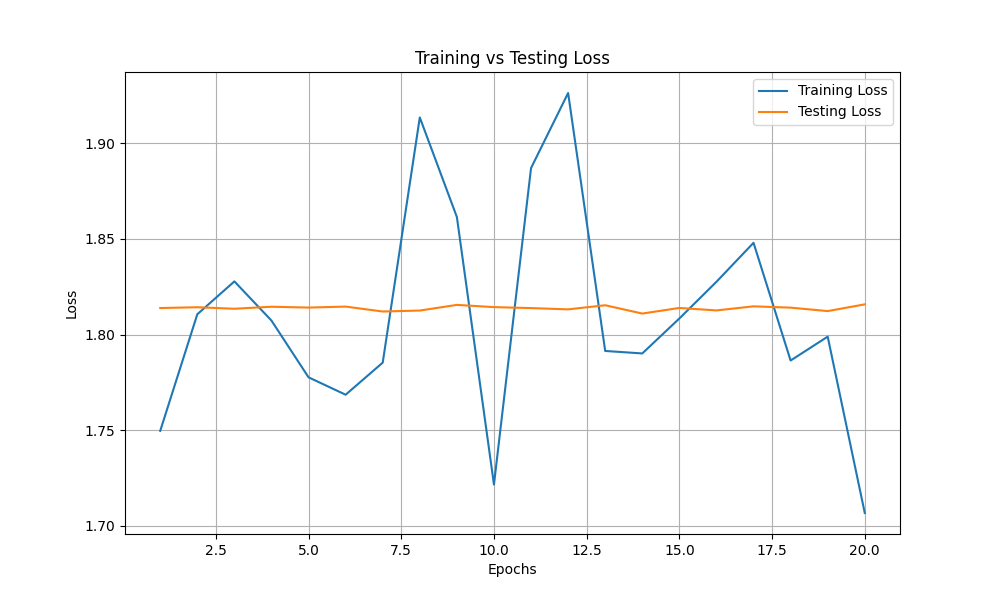 Training vs Testing Loss
Training Loss
Testing Loss
1.90
1.85
1.80
1.75
1.70
Loss
2.5 5.0 7.5 10.0 12.5 15.0 17.5 20.0
Epochs